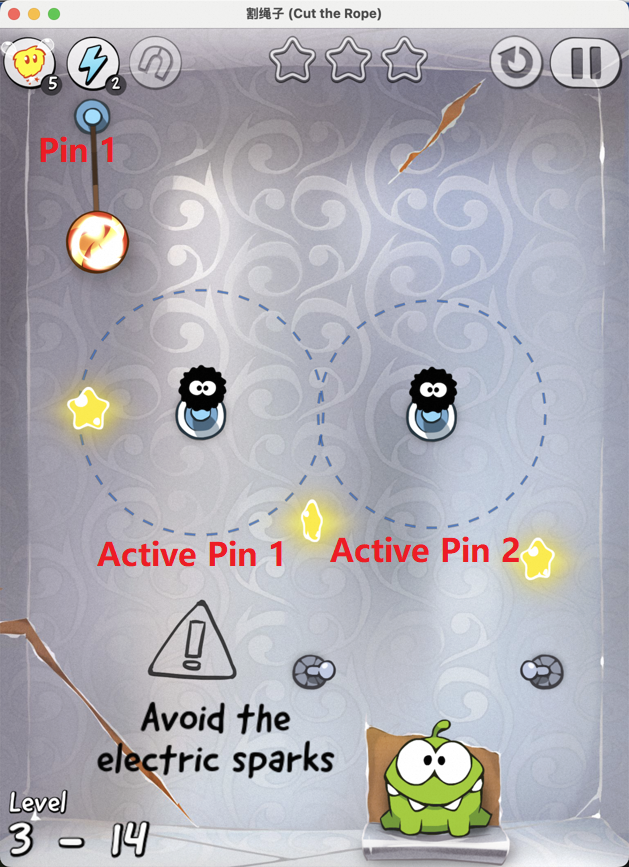 割绳子 (Cut the Rope)
5
2
Pin 1
Active Pin 1
Active Pin 2
Avoid the
electric sparks
Level
3 - 14